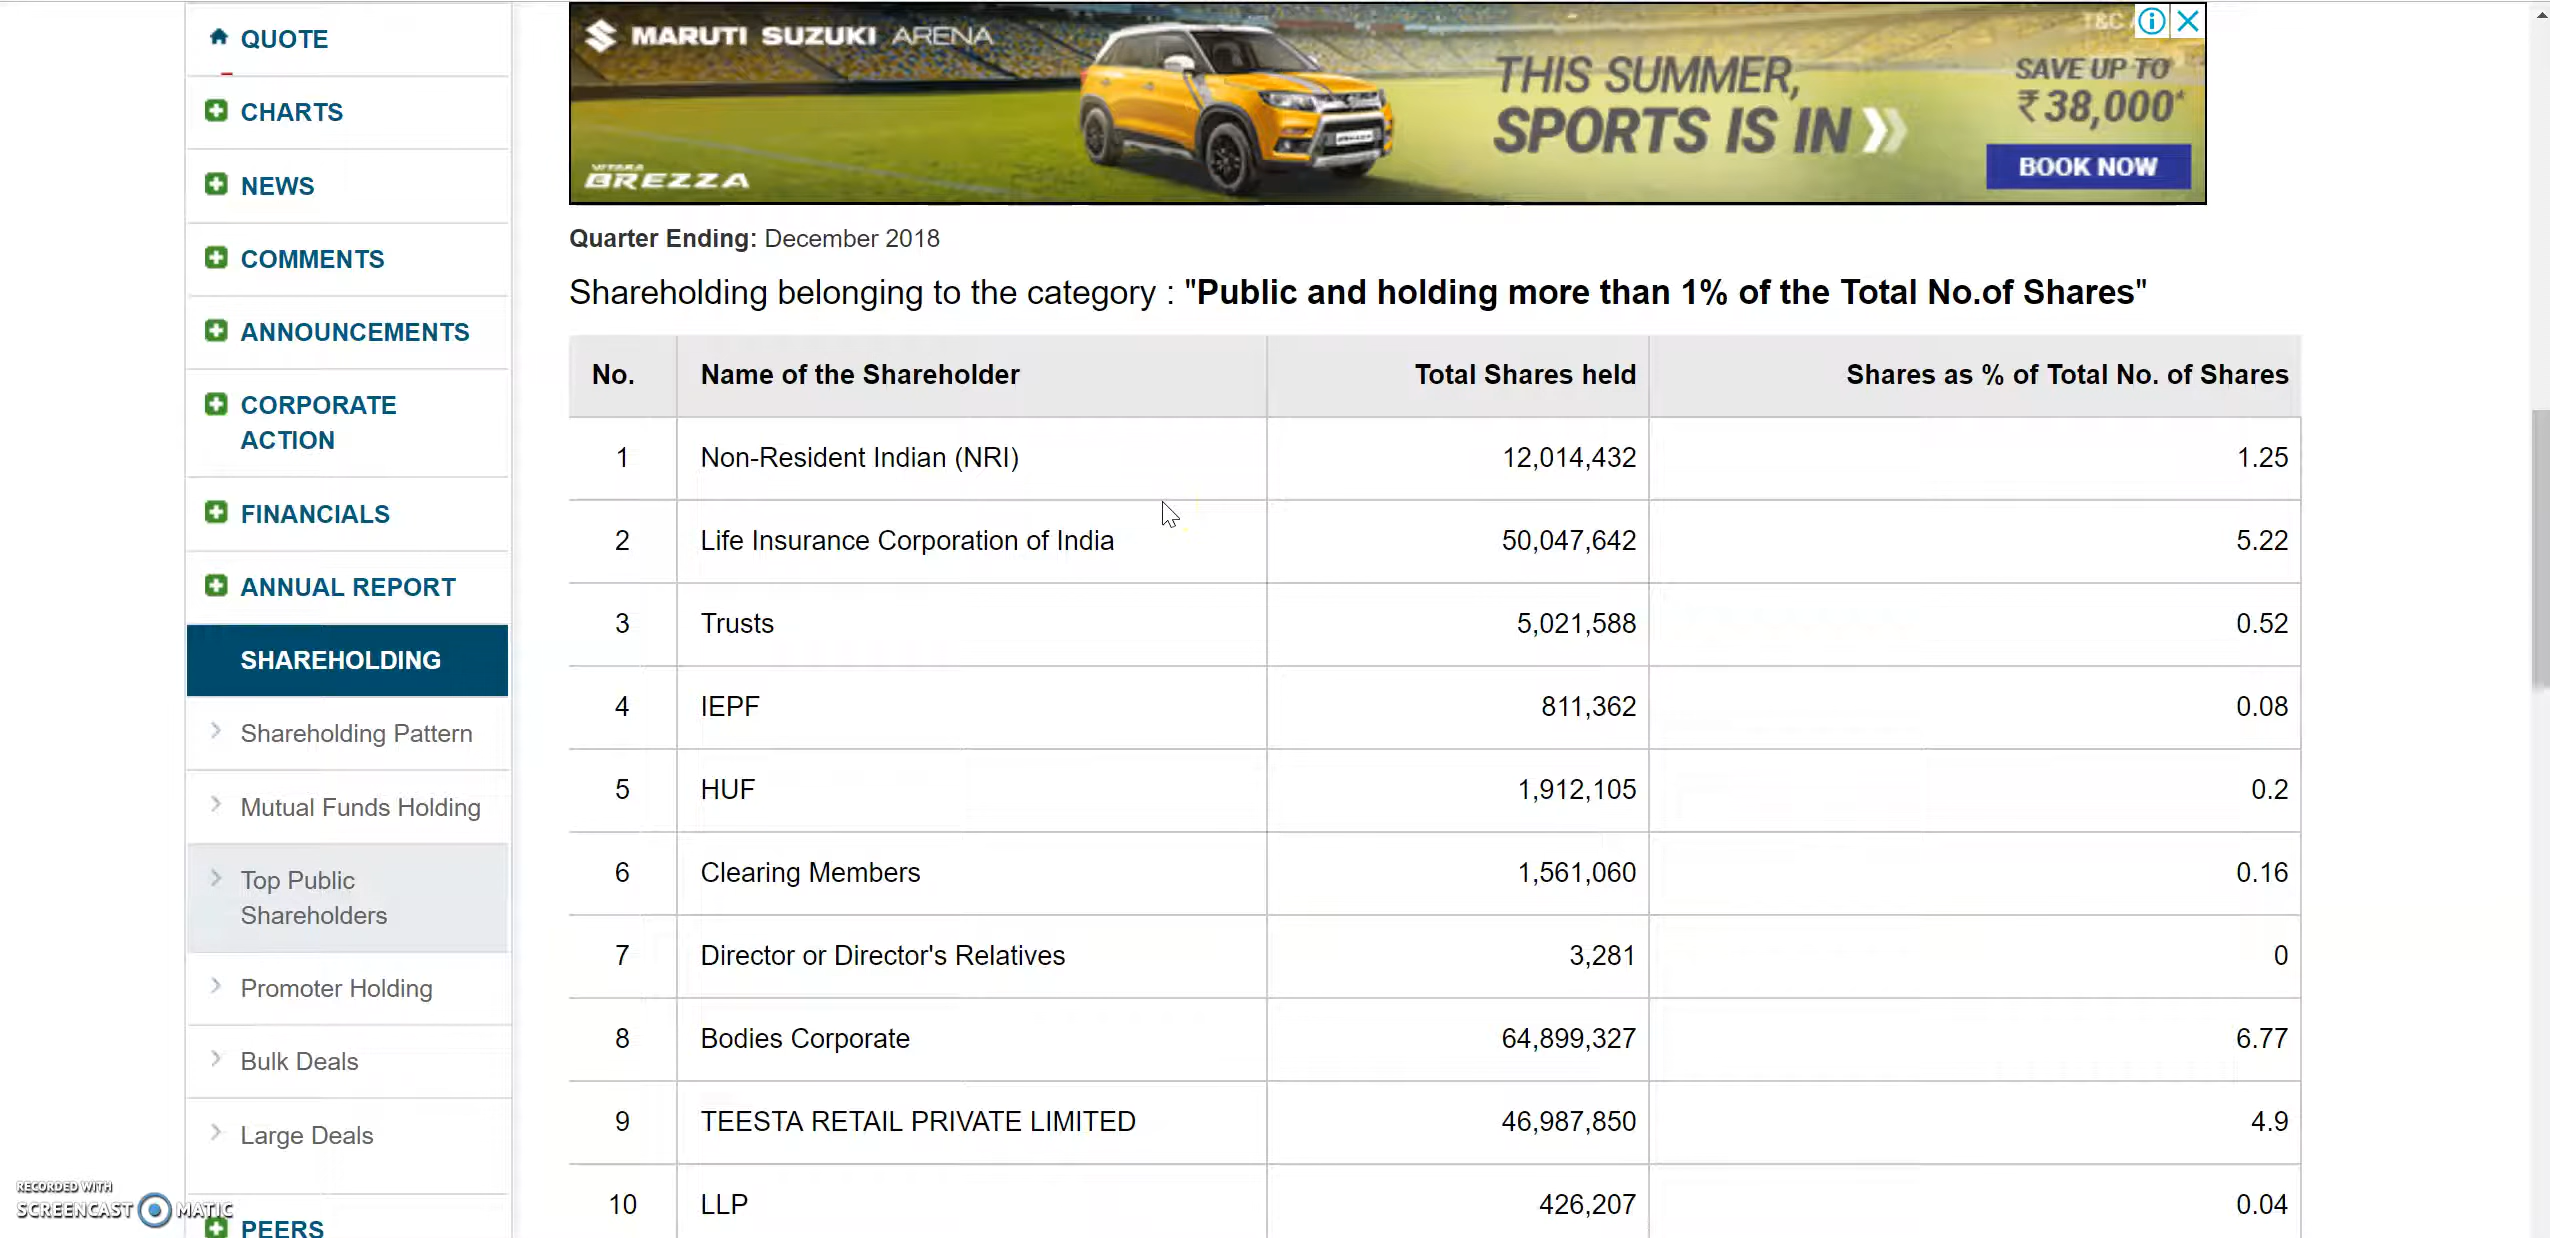 QUOTE
CHARTS
NEWS
COMMENTS
ANNOUNCEMENTS
CORPORATE
ACTION
FINANCIALS
ANNUAL REPORT
SHAREHOLDING
Shareholding Pattern
Mutual Funds Holding
Top Public
Shareholders
Promoter Holding
Bulk Deals
Large Deals
PEERS
RECORDED WITH
SCREENCAST MATIC
MARUTI SUZUKI ARENA
VITARA
BREZZA
THIS SUMMER,
SPORTS IS IN
T&C
SAVE UP TO
₹38,000*
BOOK NOW
Quarter Ending: December 2018
Shareholding belonging to the category : "Public and holding more than 1% of the Total No.of Shares"
No. Name of the Shareholder Total Shares held Shares as % of Total No. of Shares
1 Non-Resident Indian (NRI) 12,014,432 1.25
2 Life Insurance Corporation of India 50,047,642 5.22
3 Trusts 5,021,588 0.52
4 IEPF 811,362 0.08
5 HUF 1,912,105 0.2
6 Clearing Members 1,561,060 0.16
7 Director or Director's Relatives 3,281 0
8 Bodies Corporate 64,899,327 6.77
9 TEESTA RETAIL PRIVATE LIMITED 46,987,850 4.9
10 LLP 426,207 0.04